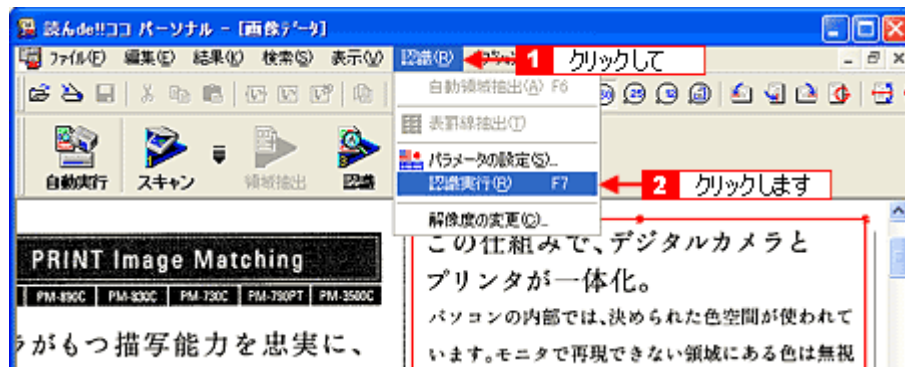 読んde!!ココ パーソナル - [画像データ]
ファイル(F) 編集(E) 結果(K) 検索(S) 表示(V) 認識(R)
1 クリックして
自動領域抽出(A) F6
表罫線抽出(T)
パラメータの設定(S)...
認識実行(R) F7
2 クリックします
解像度の変更(C)...
自動実行 スキャン 領域抽出 認識
PRINT Image Matching
PM-890C PM-830C PM-730C PM-790PT PM-3500C
ラがもつ描写能力を忠実に、
この仕組みで、デジタルカメラと
プリンタが一体化。
パソコンの内部では、決められた色空間が使われて
います。モニタで再現できない領域にある色は無視